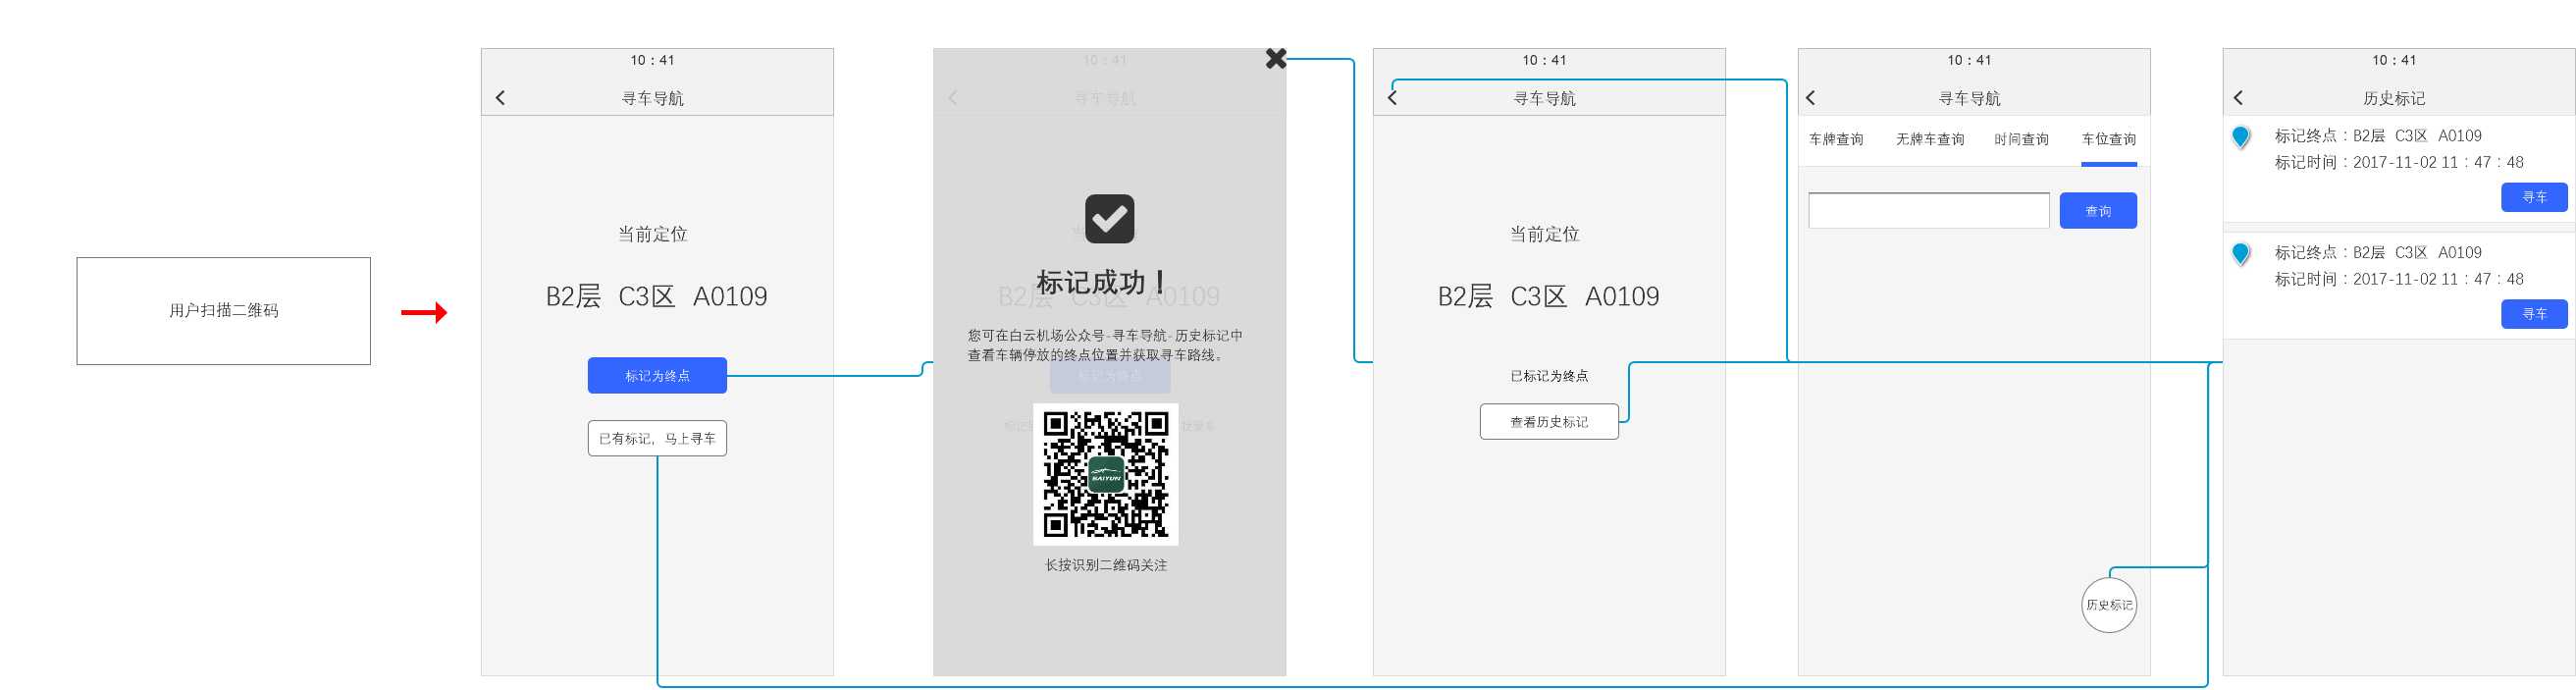 用户扫描二维码
10：41
寻车导航
当前定位
B2层 C3区 A0109
标记为终点
已有标记，马上寻车
10：41
寻车导航
标记成功！
B2层 C3区 A0109
您可在白云机场公众号-寻车导航-历史标记中
查看车辆停放的终点位置并获取寻车路线。
标记为终点
BAIYUN
长按识别二维码关注
10：41
寻车导航
当前定位
B2层 C3区 A0109
已标记为终点
查看历史标记
10：41
寻车导航
车牌查询 无牌车查询 时间查询 车位查询
查询
历史标记
10：41
历史标记
标记终点：B2层 C3区 A0109
标记时间：2017-11-02 11：47：48
寻车
标记终点：B2层 C3区 A0109
标记时间：2017-11-02 11：47：48
寻车